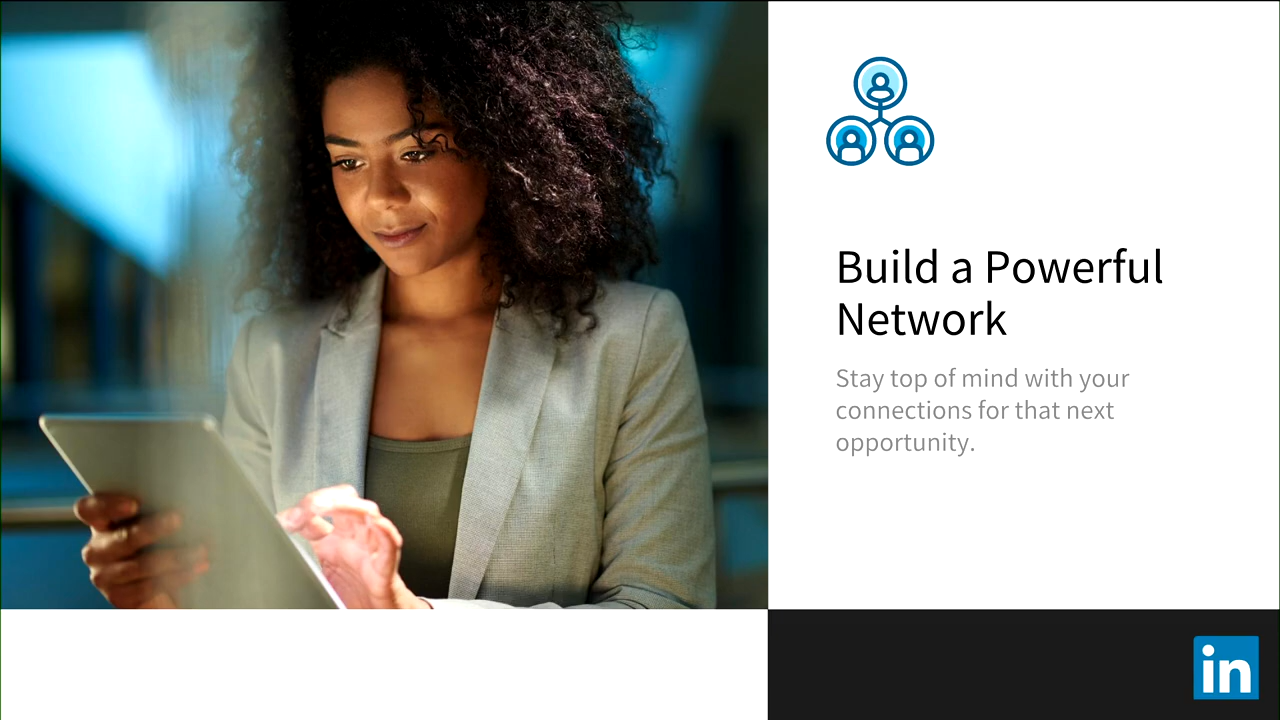 Build a Powerful
Network
Stay top of mind with your
connections for that next
opportunity.
in